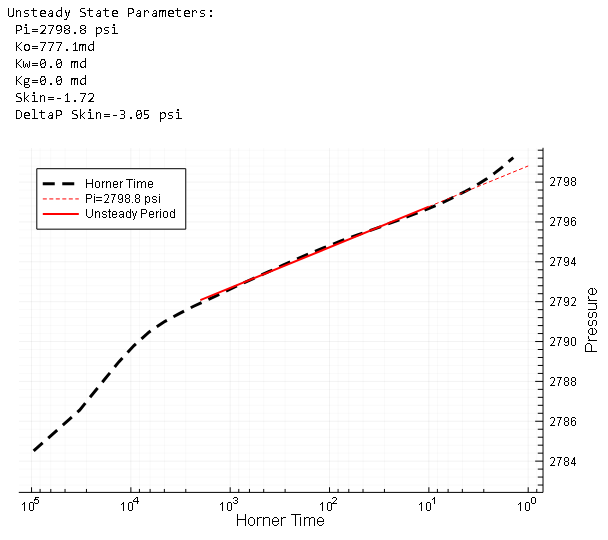 Unsteady State Parameters:
Pi=2798.8 psi
Ko=777.1md
Kw=0.0 md
Kg=0.0 md
Skin=-1.72
DeltaP Skin=-3.05 psi
Horner Time
Pi=2798.8 psi
Unsteady Period
2798
2796
2794
2792
2790
2788
2786
2784
Pressure
10⁵ 10⁴ 10³ 10² 10¹ 10⁰
Horner Time